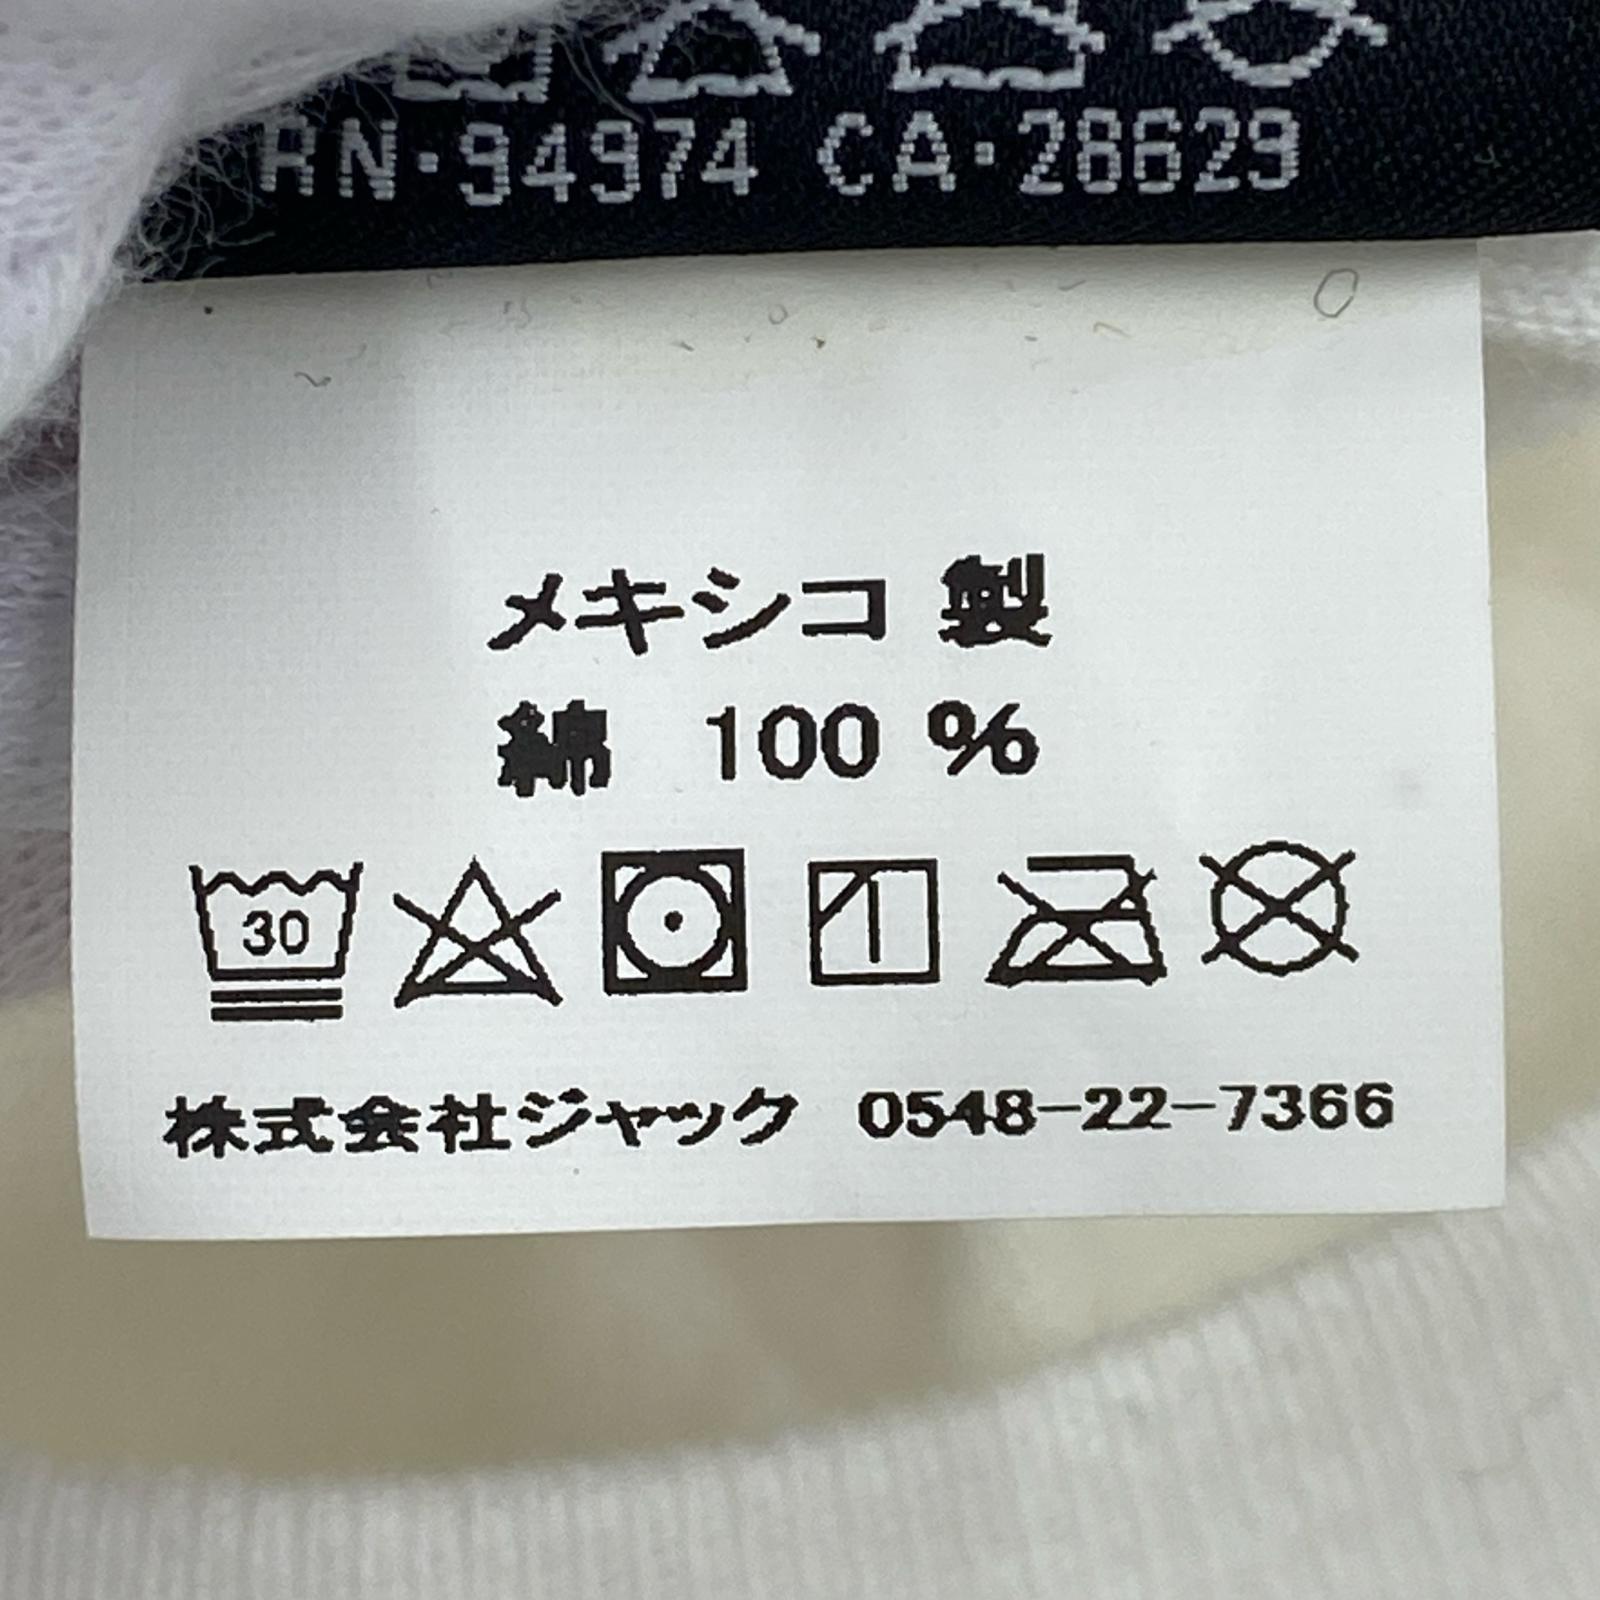 RN·94974 CA·28629
メキシコ 製
綿 100 %
30
株式会社ジャック 0548-22-7366